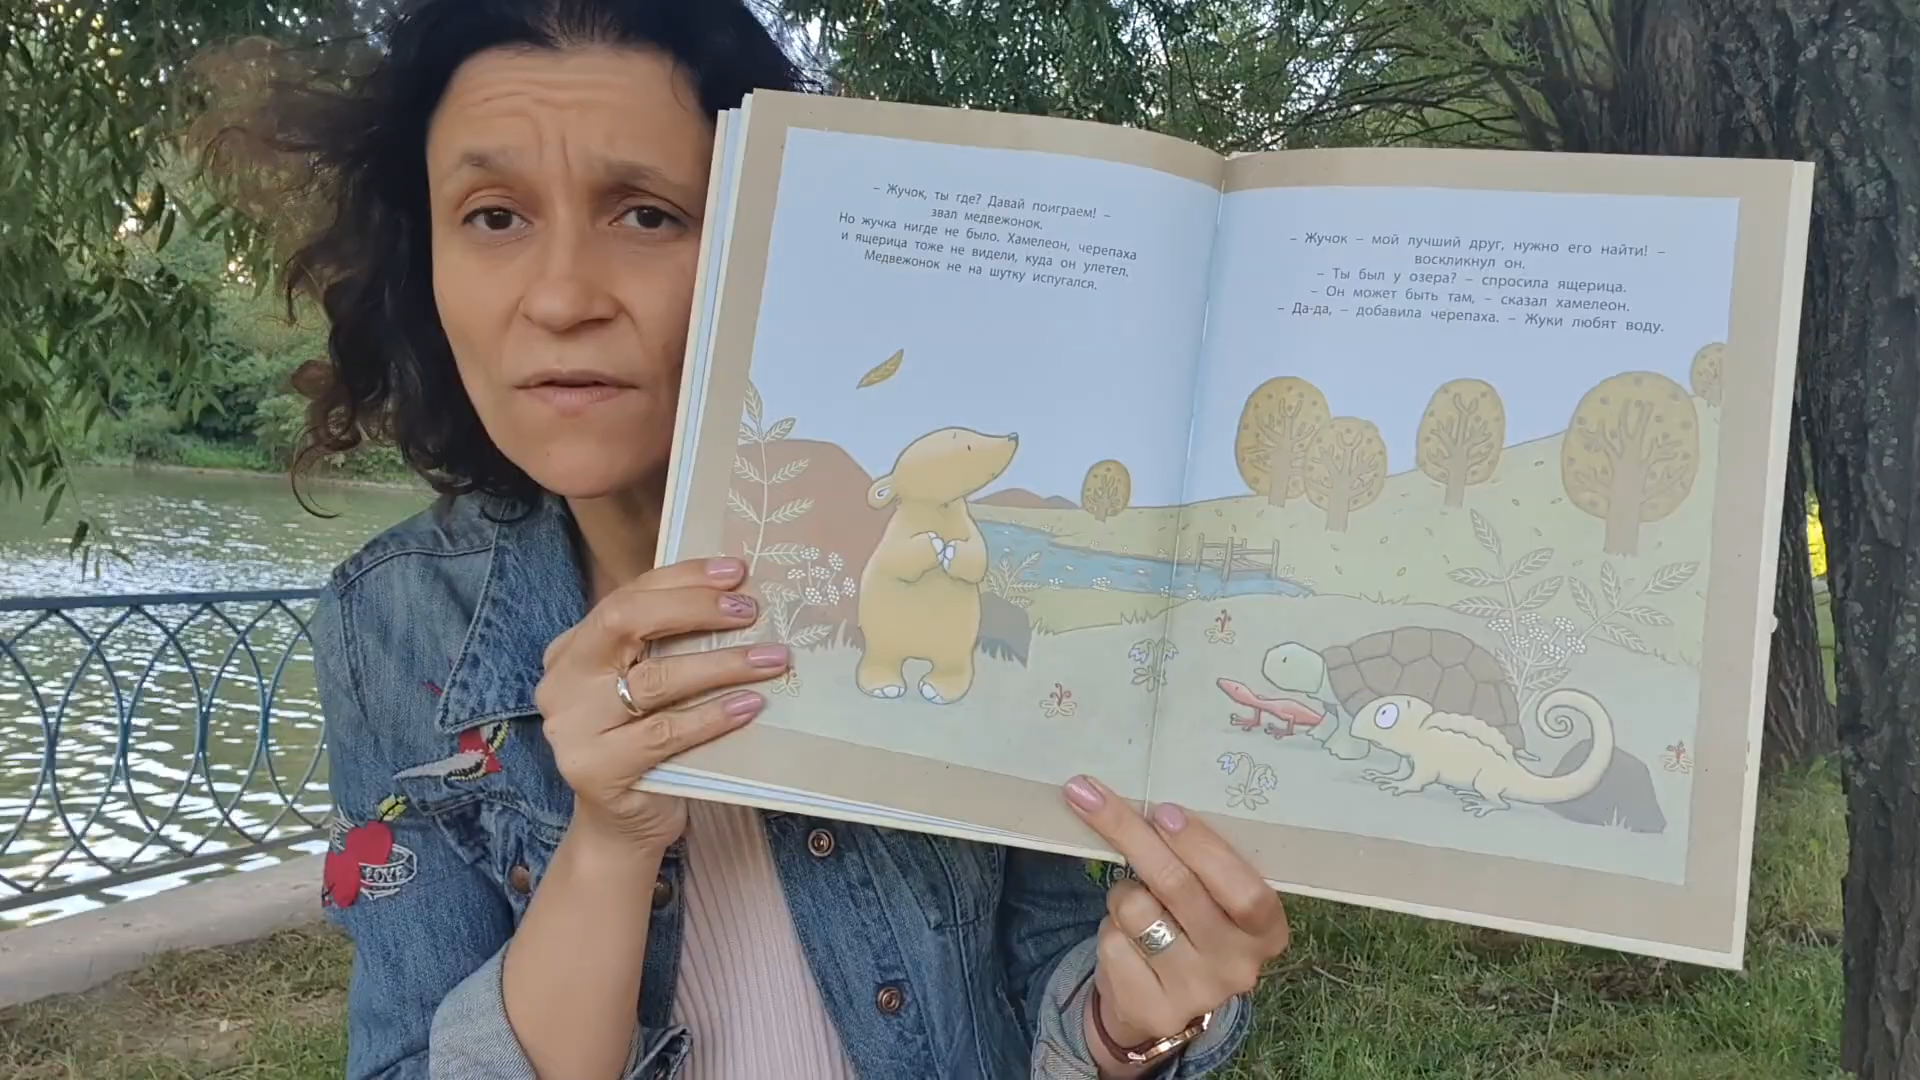 – Жучок, ты где? Давай поиграем! –
звал медвежонок.
Но жучка нигде не было. Хамелеон, черепаха
и ящерица тоже не видели, куда он улетел.
Медвежонок не на шутку испугался.
– Жучок – мой лучший друг, нужно его найти! –
воскликнул он.
– Ты был у озера? – спросила ящерица.
– Он может быть там, – сказал хамелеон.
– Да-да, – добавила черепаха. – Жуки любят воду.
LOVE